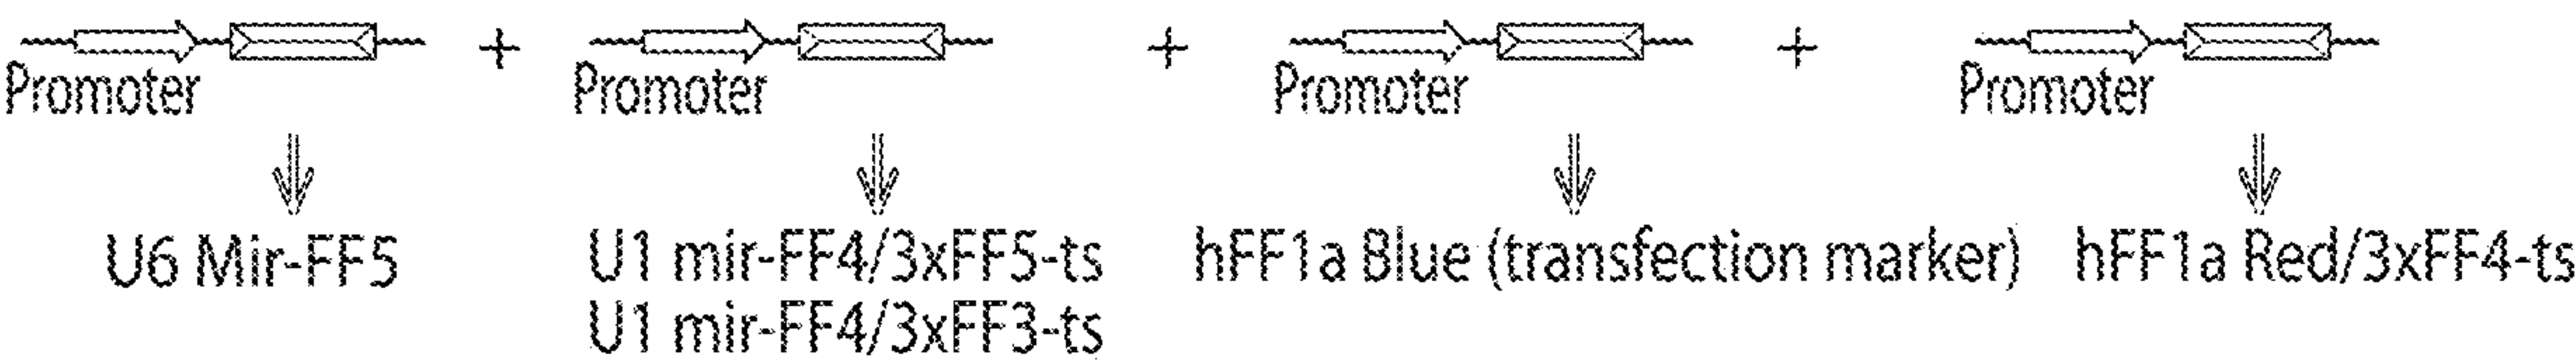 Promoter + Promoter + Promoter + Promoter
U6 Mir-FF5
U1 mir-FF4/3xFF5-ts
U1 mir-FF4/3xFF3-ts
hFF1a Blue (transfection marker)
hFF1a Red/3xFF4-ts